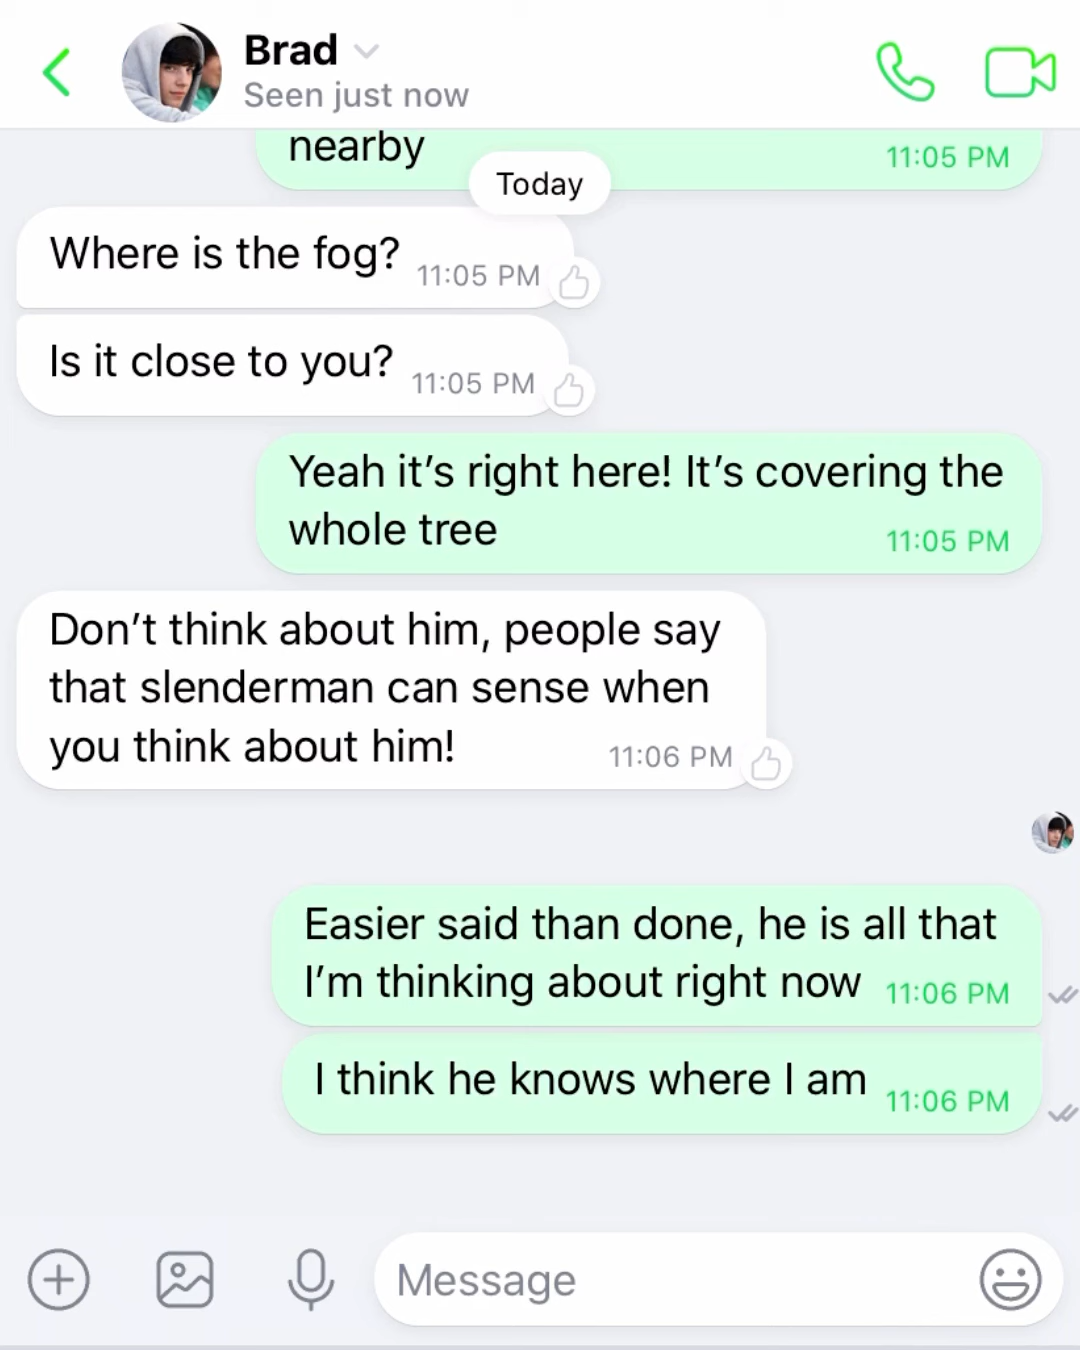 Brad
Seen just now
nearby
11:05 PM
Today
Where is the fog?
11:05 PM
Is it close to you?
11:05 PM
Yeah it’s right here! It’s covering the
whole tree
11:05 PM
Don’t think about him, people say
that slenderman can sense when
you think about him!
11:06 PM
Easier said than done, he is all that
I’m thinking about right now
11:06 PM
I think he knows where I am
11:06 PM
Message